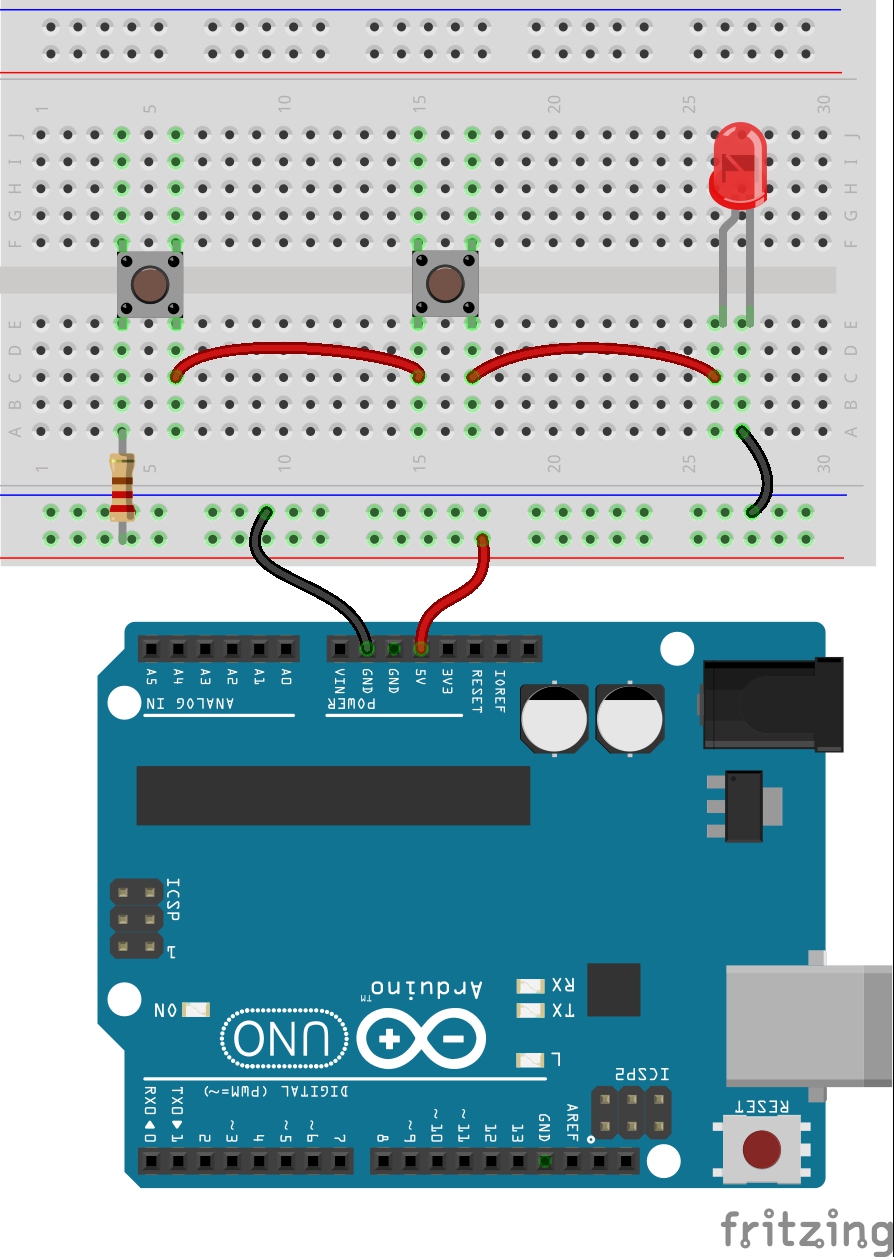 fritzing
J I H G F E D C B A
30 30
25 25
20 20
15 15
10 10
5 5
1 1
J I H G F E D C B A
RESET
ICSP2
AREF
GND
13
12
~11
~10
~9
8
7
~6
~5
4
~3
2
TX0▶1
RX0◀0
DIGITAL (PWM=~)
RX TX L
Arduino™
UNO
IOREF
RESET
3V3
5V
GND
GND
VIN
POWER
A0
A1
A2
A3
A4
A5
ANALOG IN
ICSP 1
ON